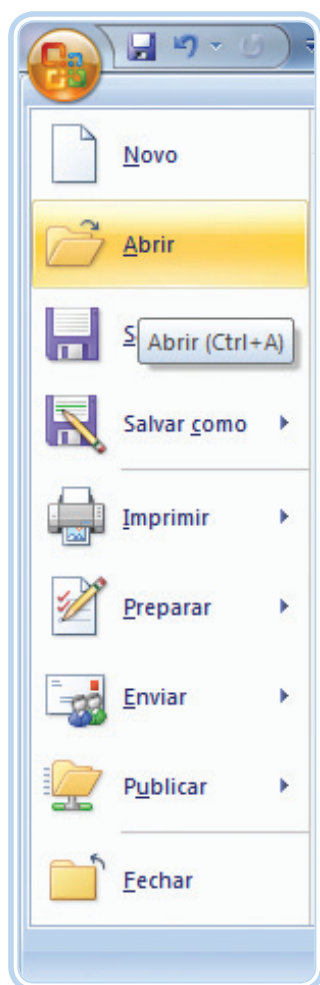 Novo
Abrir
S
Abrir (Ctrl+A)
Salvar como
Imprimir
Preparar
Enviar
Publicar
Fechar